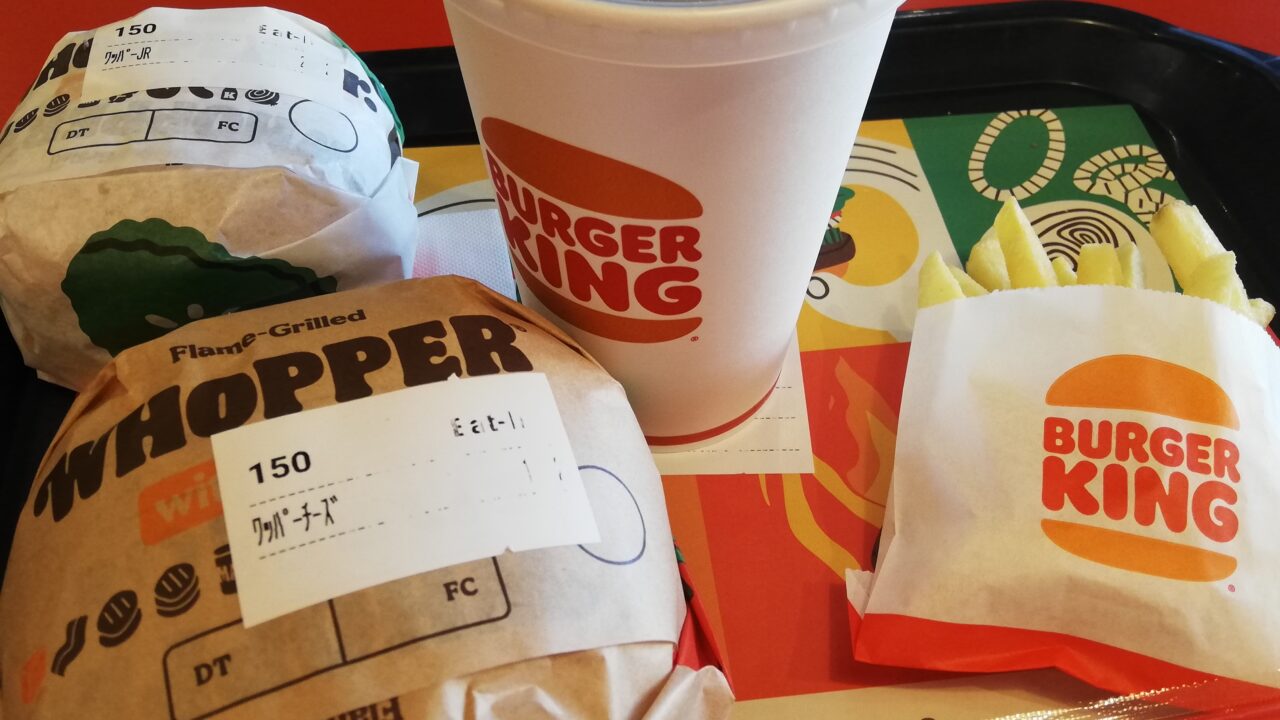 150
Eat-I
ﾜｯﾊﾟｰJR
r.
DT
FC
BURGER
KING
Flame-Grilled
WHOPPER
150
Eat-I
1
ﾜｯﾊﾟｰﾁｰｽﾞ
DT
FC
BURGER
KING